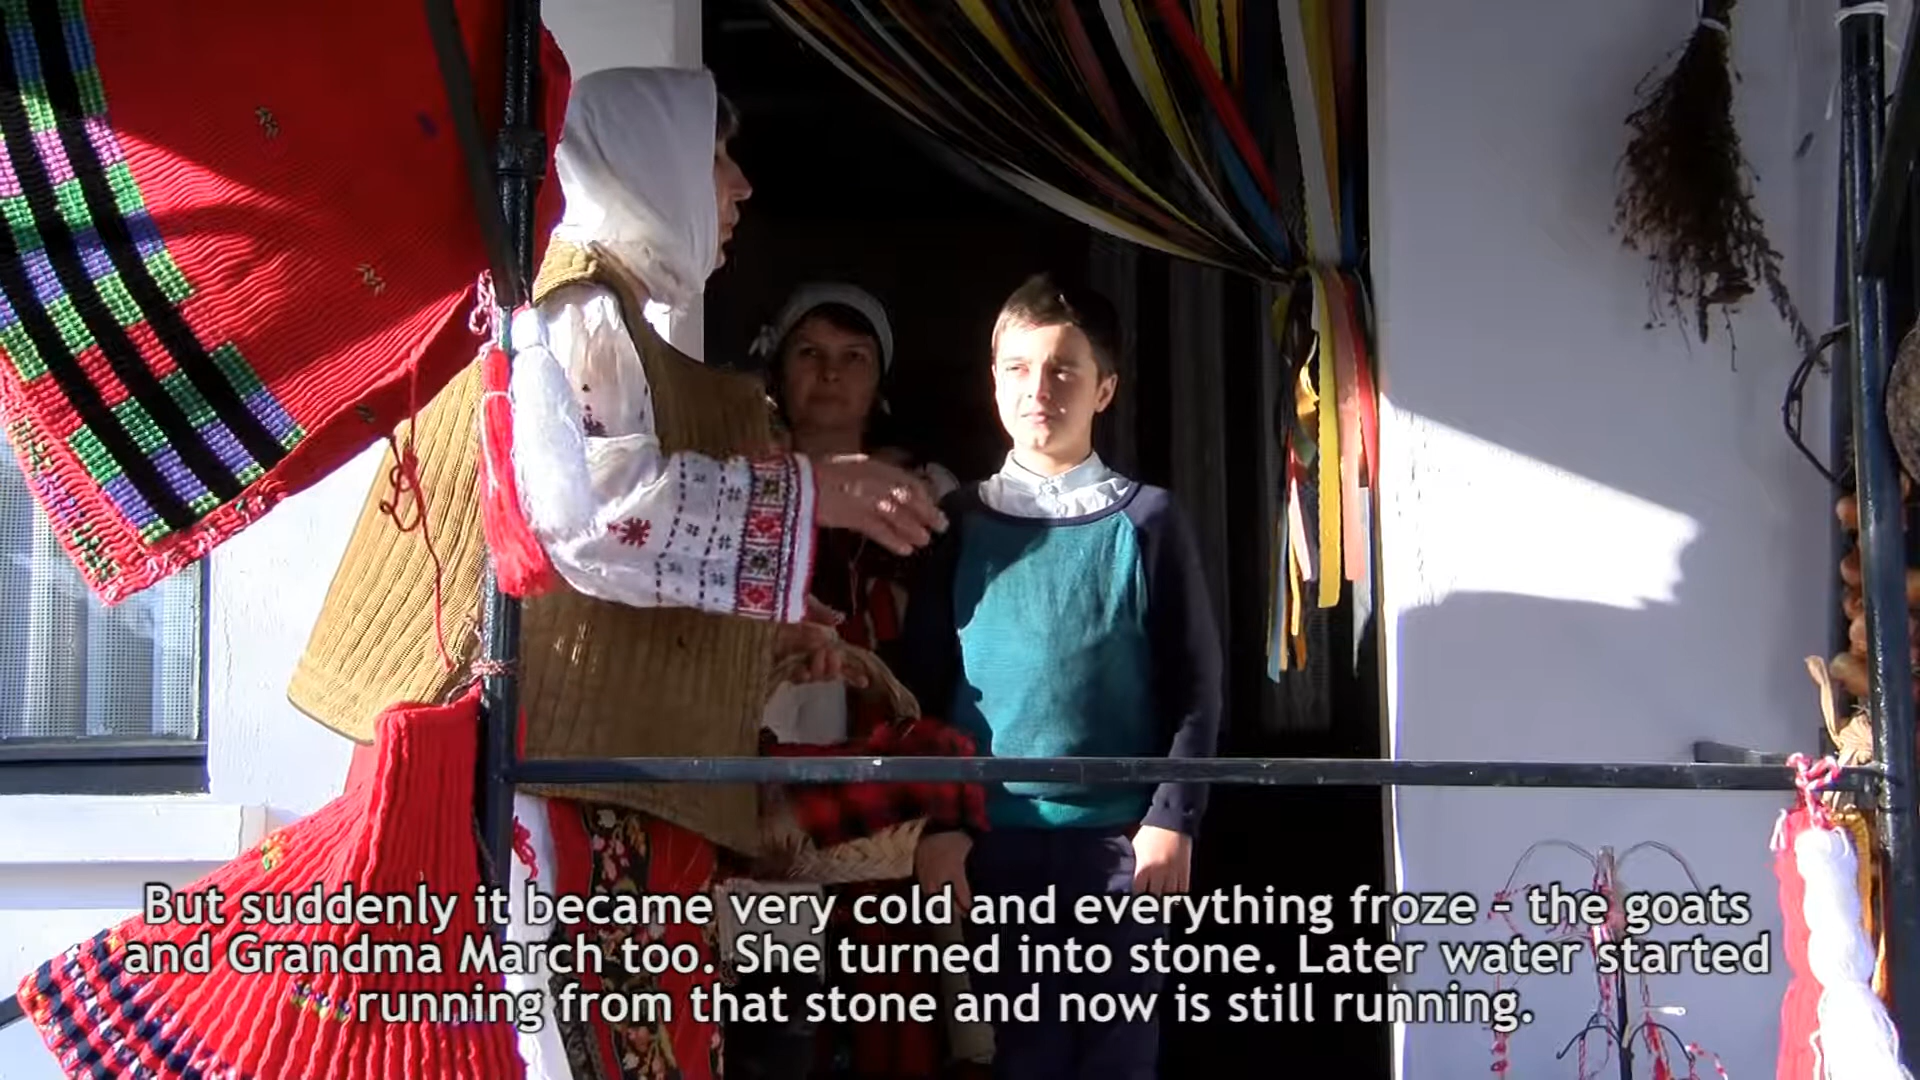 But suddenly it became very cold and everything froze - the goats
and Grandma March too. She turned into stone. Later water started
running from that stone and now is still running.